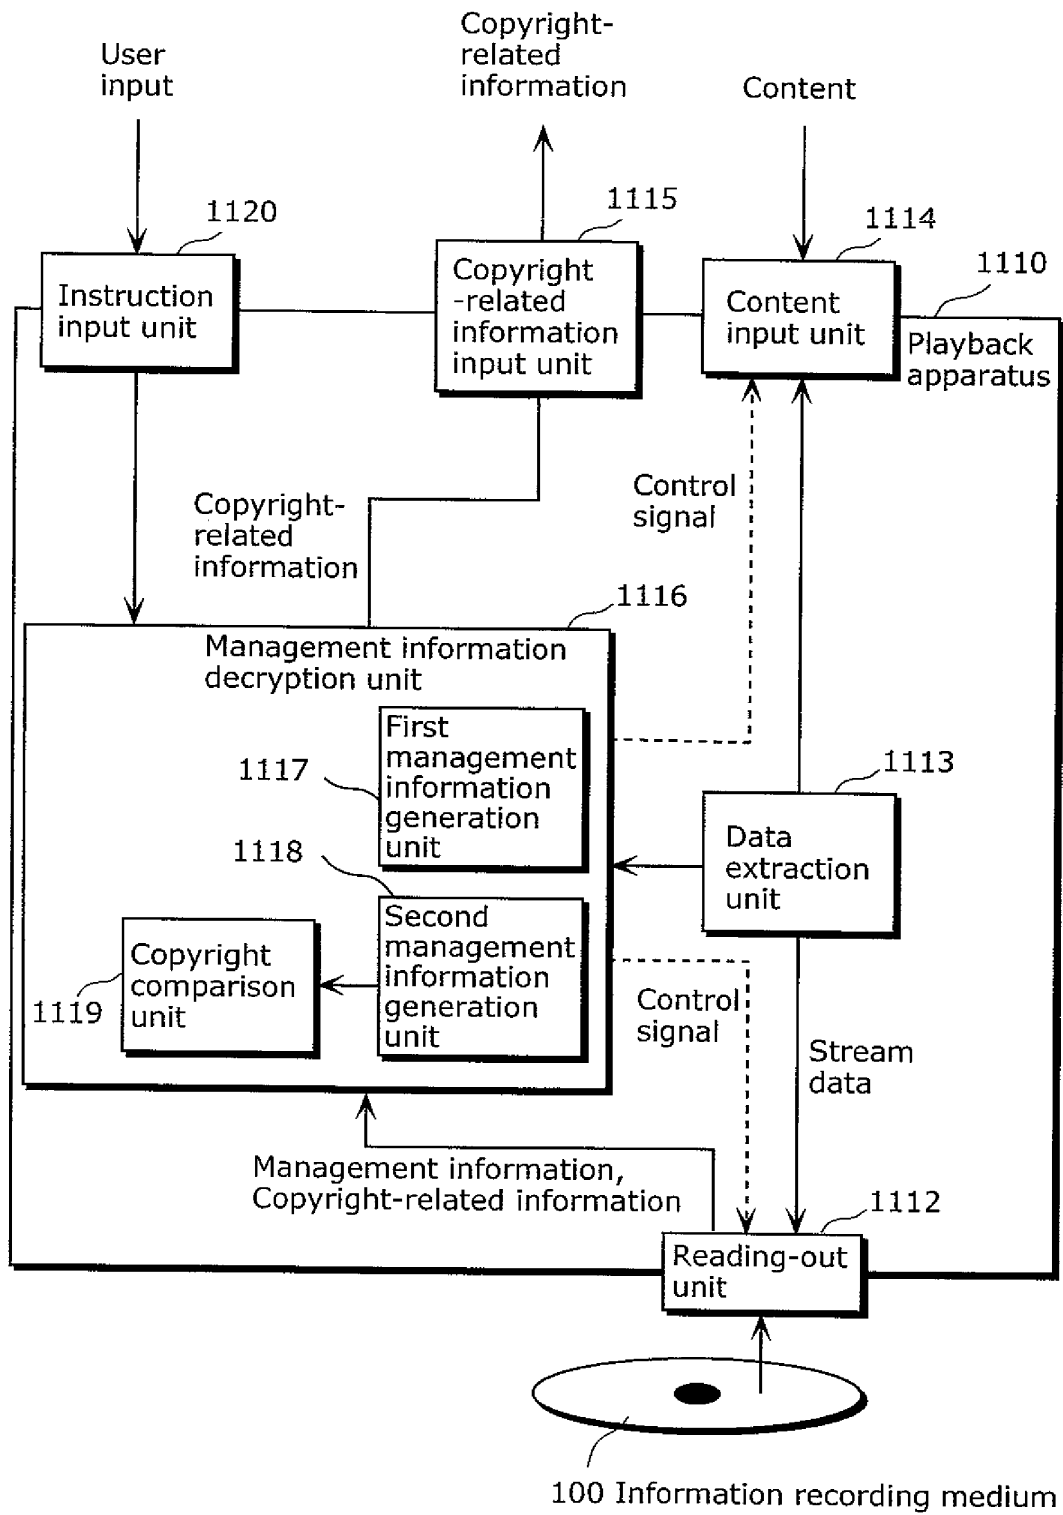 User
input
Copyright-
related
information
Content
1120
1115
1114
1110
Instruction
input unit
Copyright
-related
information
input unit
Content
input unit
Playback
apparatus
Control
signal
Copyright-
related
information
1116
Management information
decryption unit
First
management
information
generation
unit
1117
1113
Data
extraction
unit
1118
Second
management
information
generation
unit
Copyright
comparison
unit
1119
Control
signal
Stream
data
Management information,
Copyright-related information
1112
Reading-out
unit
100 Information recording medium